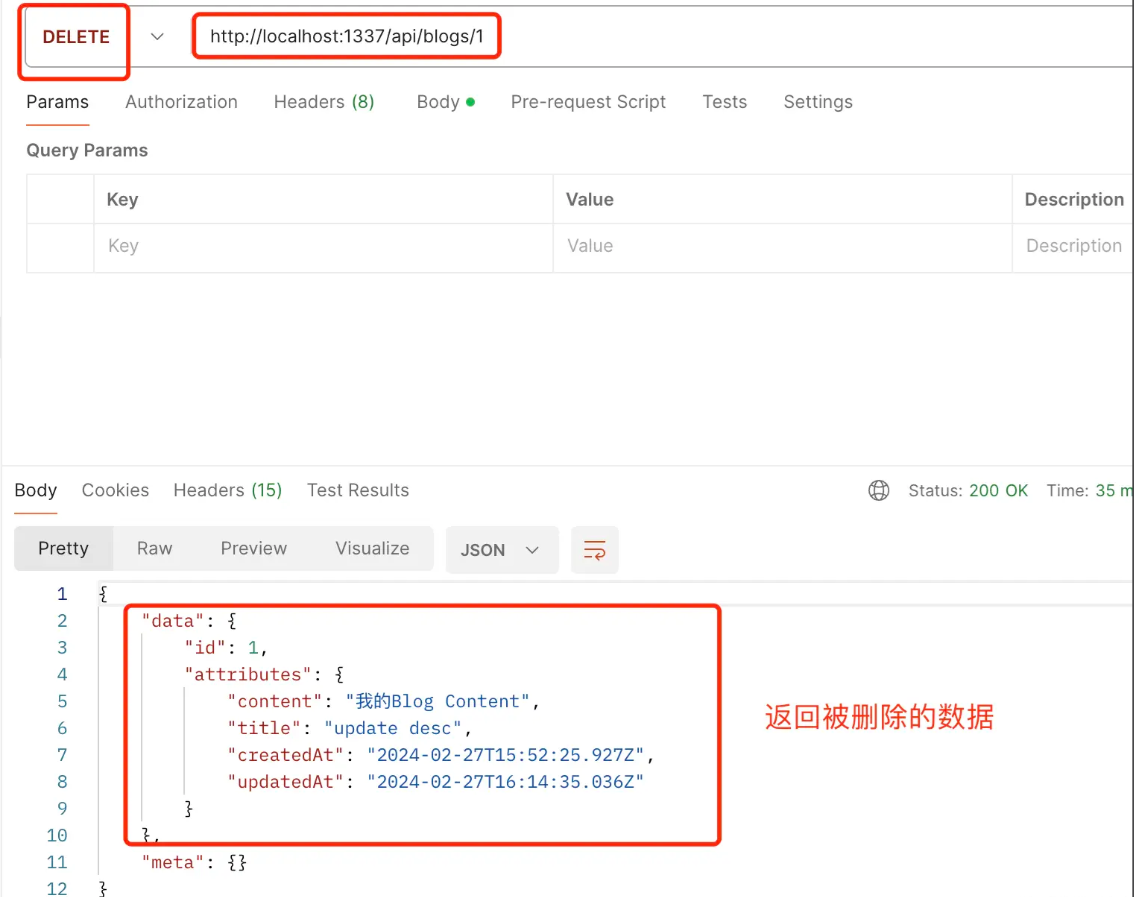 DELETE http://localhost:1337/api/blogs/1
Params Authorization Headers (8) Body Pre-request Script Tests Settings
Query Params
Key Value Description
Key Value Description
Body Cookies Headers (15) Test Results Status: 200 OK Time: 35 m
Pretty Raw Preview Visualize JSON
1 {
2 "data": {
3 "id": 1,
4 "attributes": {
5 "content": "我的Blog Content",
6 "title": "update desc",
返回被删除的数据
7 "createdAt": "2024-02-27T15:52:25.927Z",
8 "updatedAt": "2024-02-27T16:14:35.036Z"
9 }
10 },
11 "meta": {}
12 }